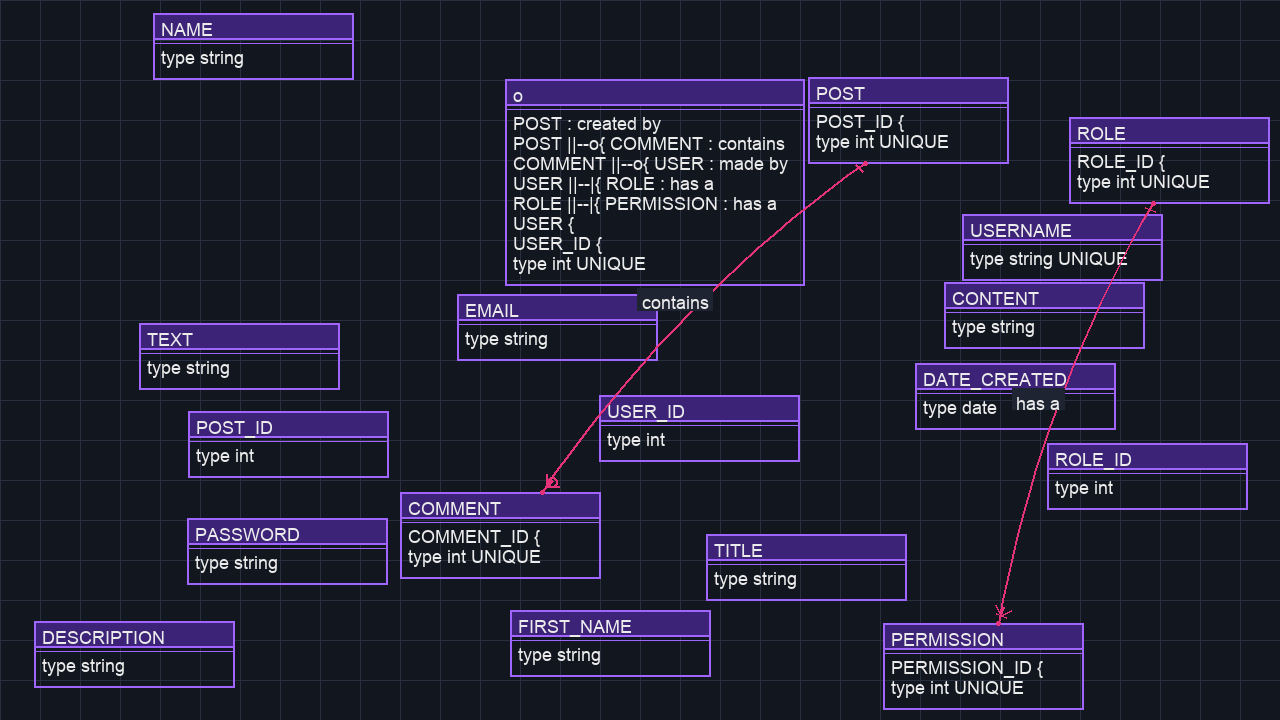 NAME
type string
o
POST : created by
POST ||--o{ COMMENT : contains
COMMENT ||--o{ USER : made by
USER ||--|{ ROLE : has a
ROLE ||--|{ PERMISSION : has a
USER {
USER_ID {
type int UNIQUE
POST
POST_ID {
type int UNIQUE
ROLE
ROLE_ID {
type int UNIQUE
USERNAME
type string UNIQUE
CONTENT
type string
EMAIL
type string
contains
TEXT
type string
DATE_CREATED
type date
has a
USER_ID
type int
POST_ID
type int
ROLE_ID
type int
COMMENT
COMMENT_ID {
type int UNIQUE
PASSWORD
type string
TITLE
type string
FIRST_NAME
type string
DESCRIPTION
type string
PERMISSION
PERMISSION_ID {
type int UNIQUE